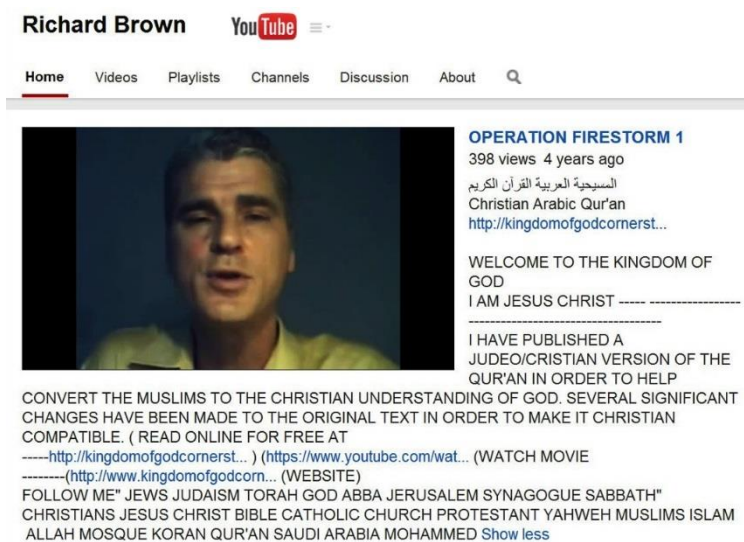 Richard Brown
YouTube
Home Videos Playlists Channels Discussion About
OPERATION FIRESTORM 1
398 views 4 years ago
المسيحية العربية القرآن الكريم
Christian Arabic Qur'an
http://kingdomofgodcornerst...
WELCOME TO THE KINGDOM OF
GOD
I AM JESUS CHRIST ----- -----------------
------------------------------------
I HAVE PUBLISHED A
JUDEO/CRISTIAN VERSION OF THE
QUR'AN IN ORDER TO HELP
CONVERT THE MUSLIMS TO THE CHRISTIAN UNDERSTANDING OF GOD. SEVERAL SIGNIFICANT
CHANGES HAVE BEEN MADE TO THE ORIGINAL TEXT IN ORDER TO MAKE IT CHRISTIAN
COMPATIBLE. ( READ ONLINE FOR FREE AT
-----http://kingdomofgodcornerst... ) (https://www.youtube.com/wat... (WATCH MOVIE
--------(http://www.kingdomofgodcorn... (WEBSITE)
FOLLOW ME" JEWS JUDAISM TORAH GOD ABBA JERUSALEM SYNAGOGUE SABBATH"
CHRISTIANS JESUS CHRIST BIBLE CATHOLIC CHURCH PROTESTANT YAHWEH MUSLIMS ISLAM
ALLAH MOSQUE KORAN QUR'AN SAUDI ARABIA MOHAMMED Show less